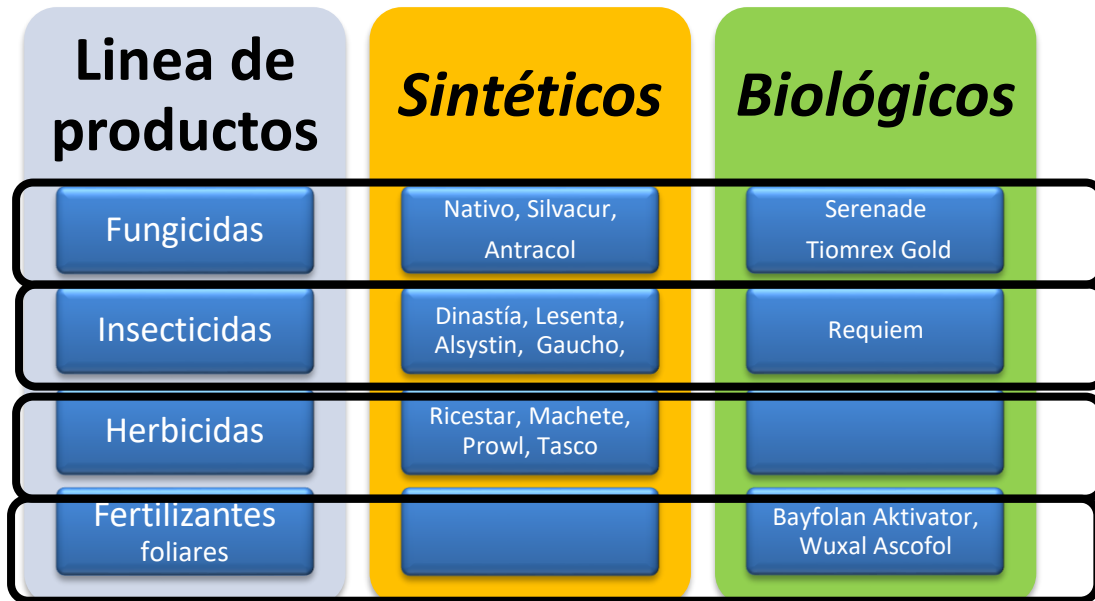 Linea de
productos
Sintéticos
Biológicos
Fungicidas
Nativo, Silvacur,
Antracol
Serenade
Tiomrex Gold
Insecticidas
Dinastía, Lesenta,
Alsystin, Gaucho,
Requiem
Herbicidas
Ricestar, Machete,
Prowl, Tasco
Fertilizantes
foliares
Bayfolan Aktivator,
Wuxal Ascofol